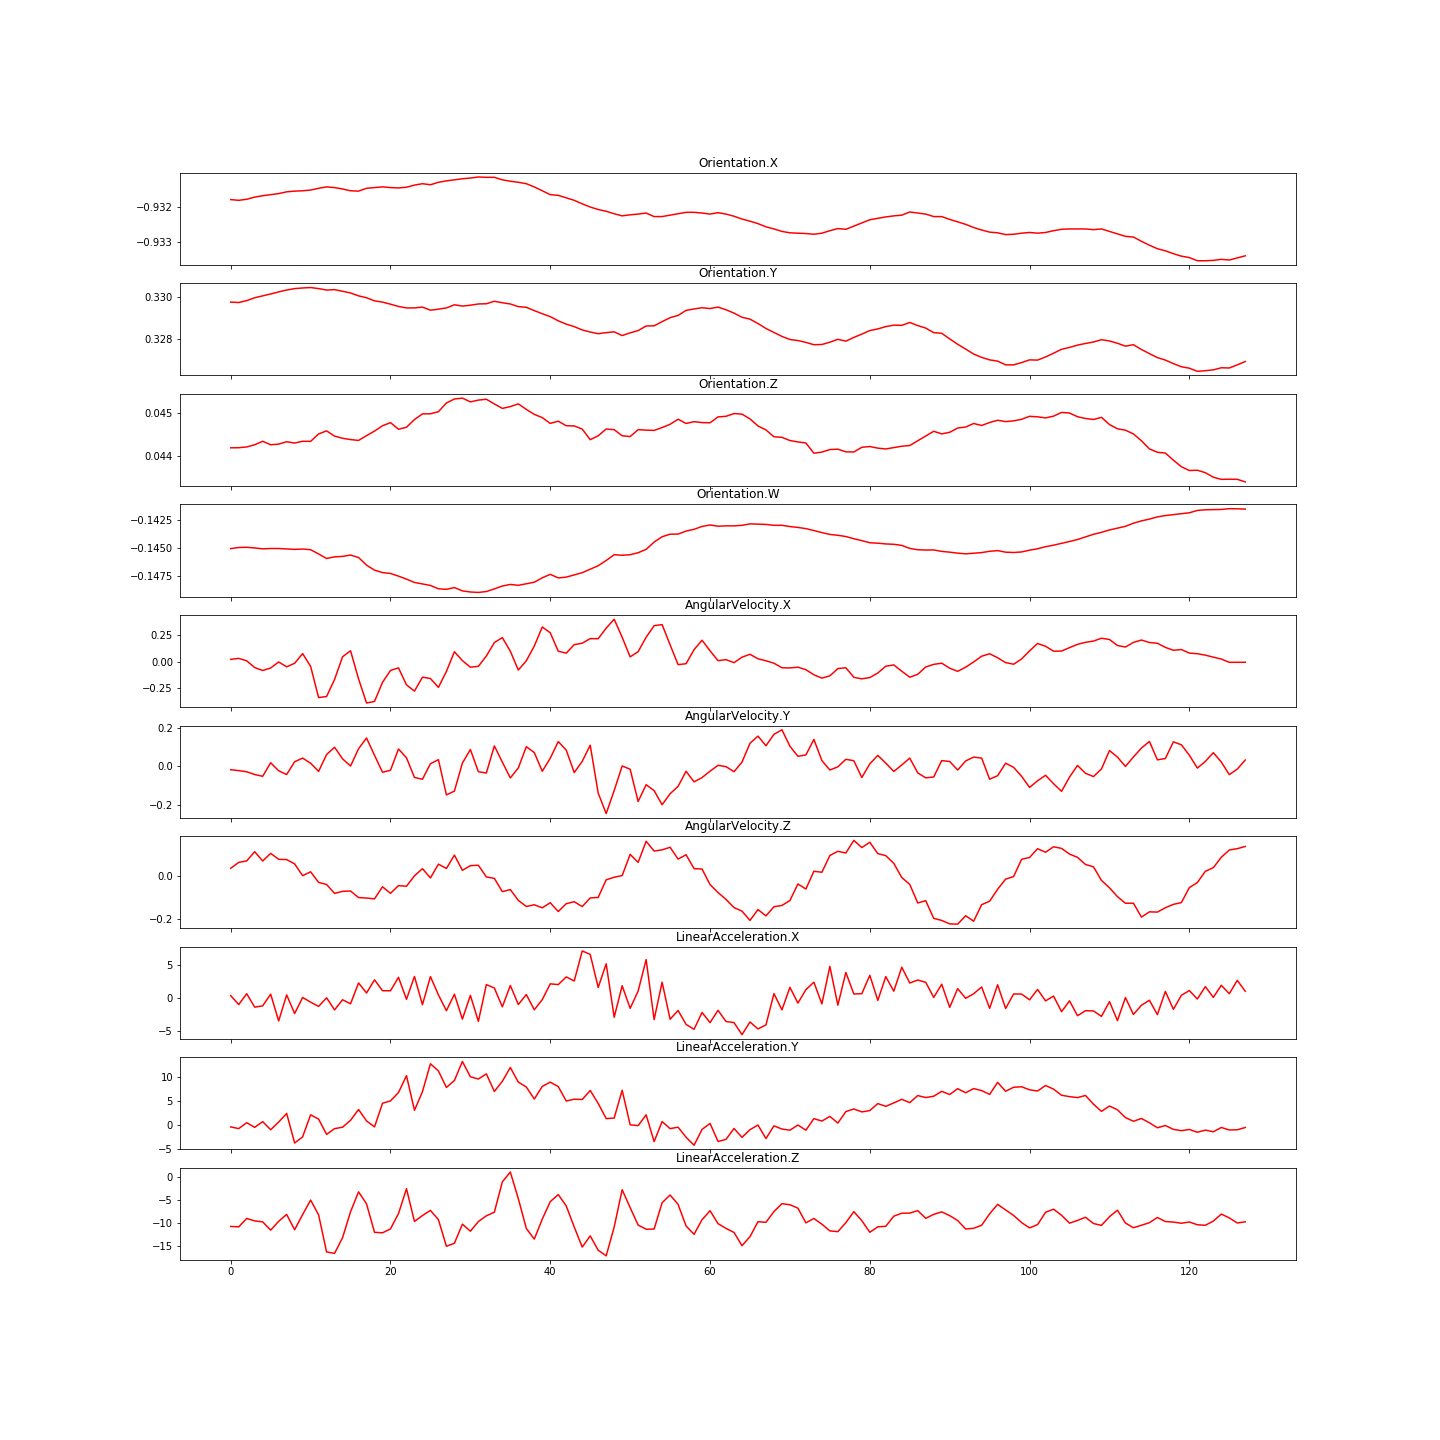 Orientation.X
−0.932
−0.933
Orientation.Y
0.330
0.328
Orientation.Z
0.045
0.044
Orientation.W
−0.1425
−0.1450
−0.1475
AngularVelocity.X
0.25
0.00
−0.25
AngularVelocity.Y
0.2
0.0
−0.2
AngularVelocity.Z
0.0
−0.2
LinearAcceleration.X
5
0
−5
LinearAcceleration.Y
10
5
0
−5
LinearAcceleration.Z
0
−5
−10
−15
0 20 40 60 80 100 120